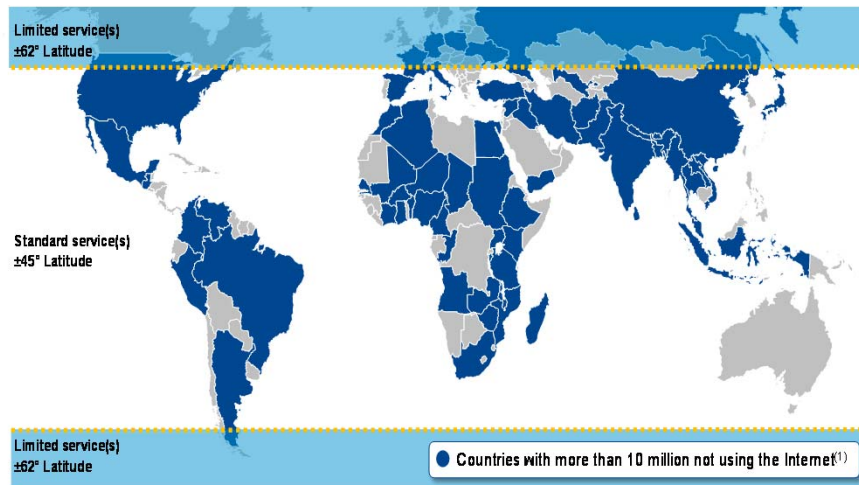 Limited service(s)
±62° Latitude
Standard service(s)
±45° Latitude
Limited service(s)
±62° Latitude
Countries with more than 10 million not using the Internet(1)